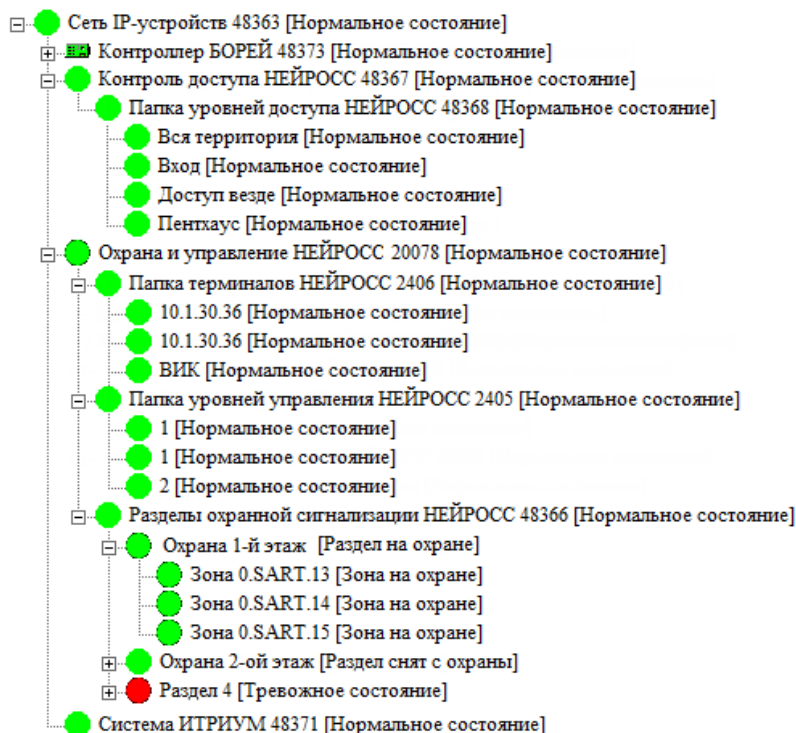 Сеть IP-устройств 48363 [Нормальное состояние]
Контроллер БОРЕЙ 48373 [Нормальное состояние]
Контроль доступа НЕЙРОСС 48367 [Нормальное состояние]
Папка уровней доступа НЕЙРОСС 48368 [Нормальное состояние]
Вся территория [Нормальное состояние]
Вход [Нормальное состояние]
Доступ везде [Нормальное состояние]
Пентхаус [Нормальное состояние]
Охрана и управление НЕЙРОСС 20078 [Нормальное состояние]
Папка терминалов НЕЙРОСС 2406 [Нормальное состояние]
10.1.30.36 [Нормальное состояние]
10.1.30.36 [Нормальное состояние]
ВИК [Нормальное состояние]
Папка уровней управления НЕЙРОСС 2405 [Нормальное состояние]
1 [Нормальное состояние]
1 [Нормальное состояние]
2 [Нормальное состояние]
Разделы охранной сигнализации НЕЙРОСС 48366 [Нормальное состояние]
Охрана 1-й этаж [Раздел на охране]
Зона 0.SART.13 [Зона на охране]
Зона 0.SART.14 [Зона на охране]
Зона 0.SART.15 [Зона на охране]
Охрана 2-ой этаж [Раздел снят с охраны]
Раздел 4 [Тревожное состояние]
Система ИТРИУМ 48371 [Нормальное состояние]